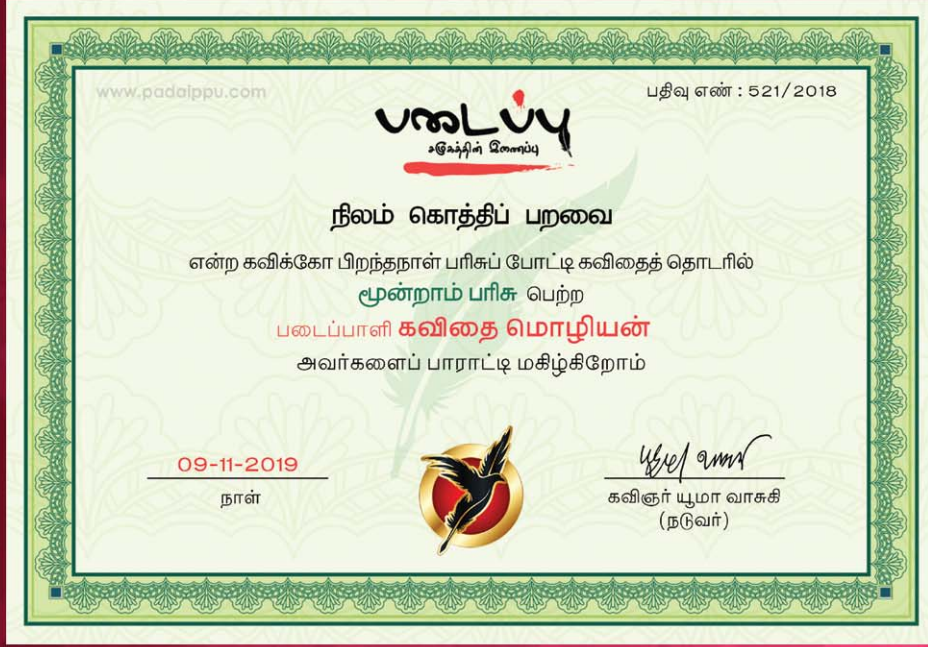 www.padaippu.com
பதிவு எண் : 521/2018
படைப்பு
சமூகத்தின் இணைப்பு
நிலம் கொத்திப் பறவை
என்ற கவிக்கோ பிறந்தநாள் பரிசுப் போட்டி கவிதைத் தொடரில்
மூன்றாம் பரிசு பெற்ற
படைப்பாளி கவிதை மொழியன்
அவர்களைப் பாராட்டி மகிழ்கிறோம்
09-11-2019
நாள்
கவிஞர் யூமா வாசுகி
(நடுவர்)